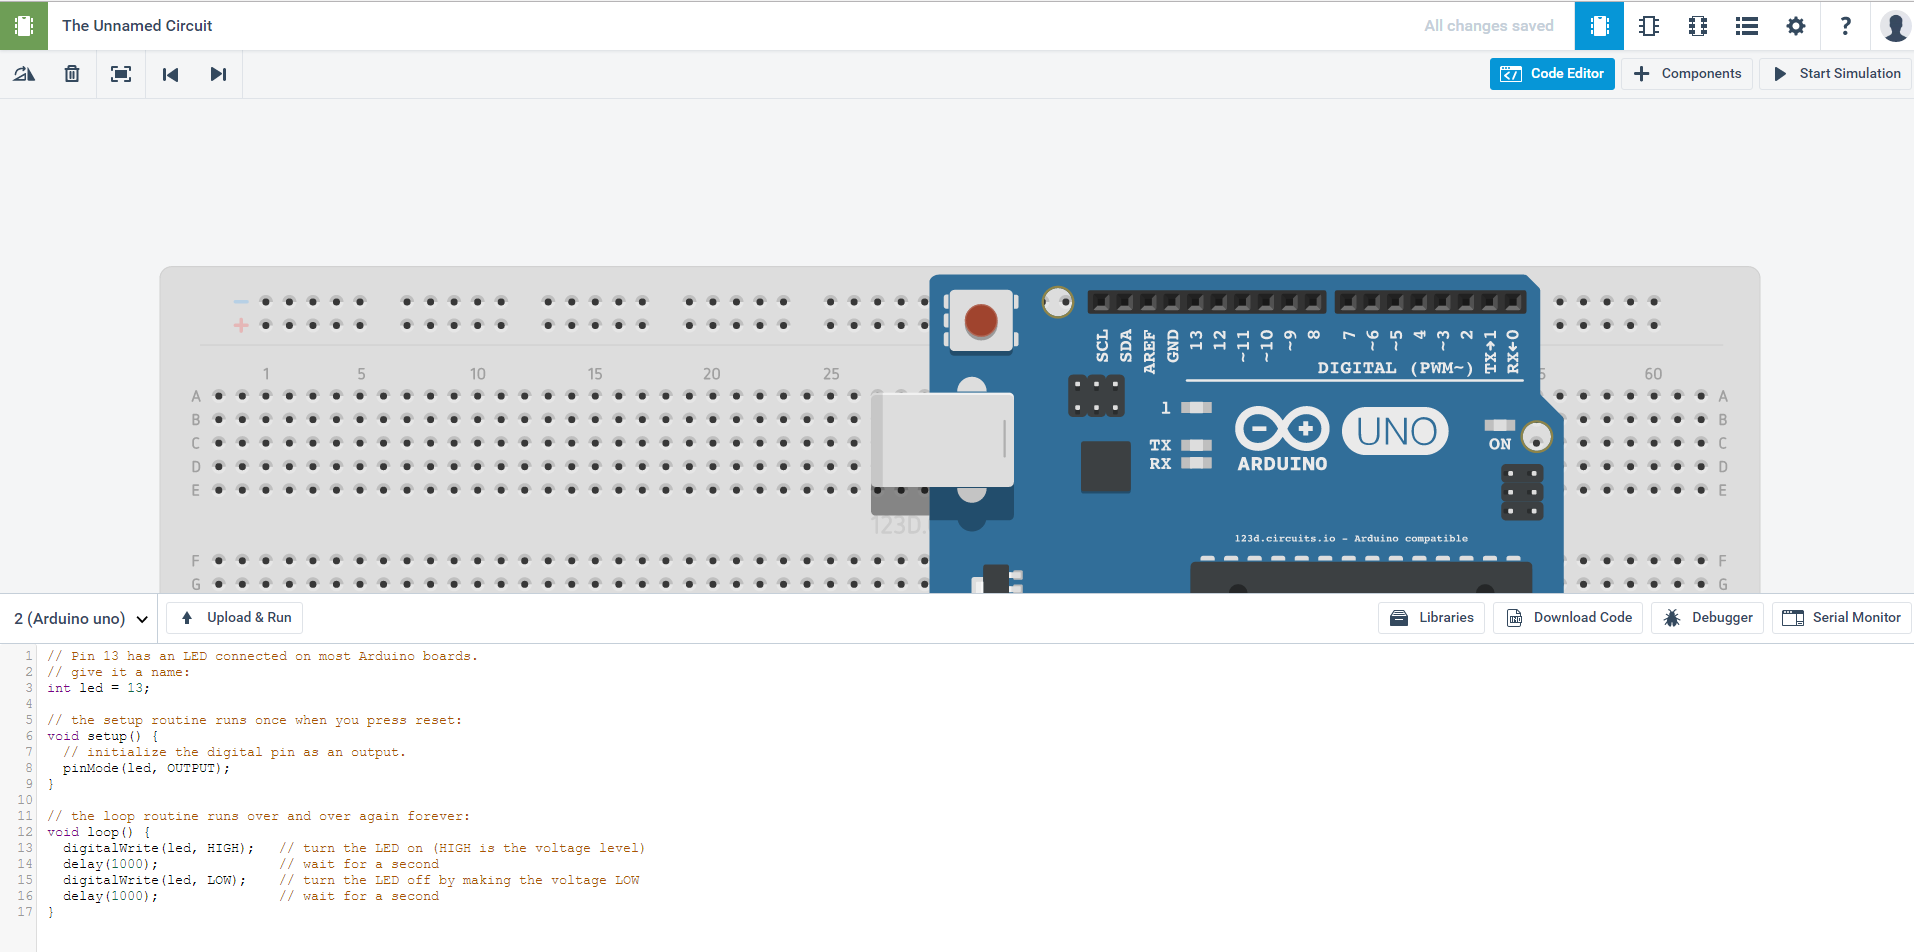 The Unnamed Circuit
All changes saved
?
Code Editor
Components
Start Simulation
− 
+
1 5 10 15 20 25 5 60
A A
B B
C C
D D
E E
F F
G G
123D.
SCL SDA AREF GND 13 12 ~11 ~10 ~9 8 7 ~6 ~5 4 ~3 2 TX→1 RX←0
DIGITAL (PWM~)
l
TX
RX
UNO
ARDUINO
ON
123d.circuits.io - Arduino compatible
2 (Arduino uno)
Upload & Run
Libraries
Download Code
Debugger
Serial Monitor
1 // Pin 13 has an LED connected on most Arduino boards.
2 // give it a name:
3 int led = 13;
4
5 // the setup routine runs once when you press reset:
6 void setup() {
7   // initialize the digital pin as an output.
8   pinMode(led, OUTPUT);
9 }
10
11 // the loop routine runs over and over again forever:
12 void loop() {
13   digitalWrite(led, HIGH);   // turn the LED on (HIGH is the voltage level)
14   delay(1000);               // wait for a second
15   digitalWrite(led, LOW);    // turn the LED off by making the voltage LOW
16   delay(1000);               // wait for a second
17 }